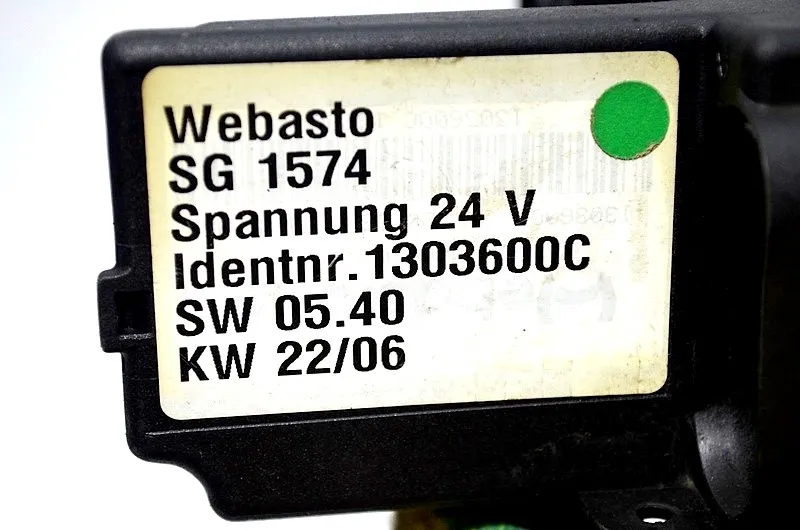 Webasto
SG 1574
Spannung 24 V
Identnr.1303600C
SW 05.40
KW 22/06